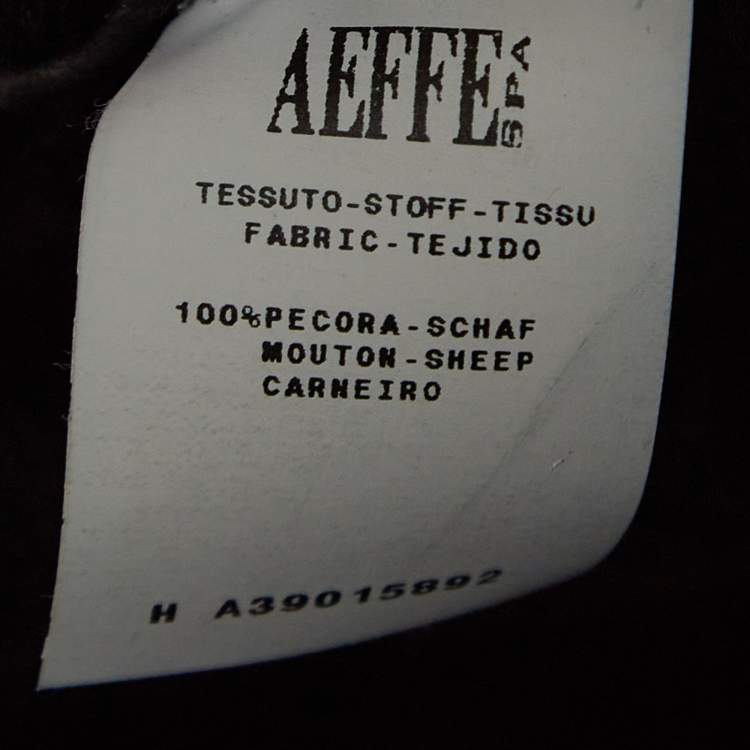 AEFFE SPA
TESSUTO-STOFF-TISSU
FABRIC-TEJIDO
100%PECORA-SCHAF
MOUTON-SHEEP
CARNEIRO
H A39015892